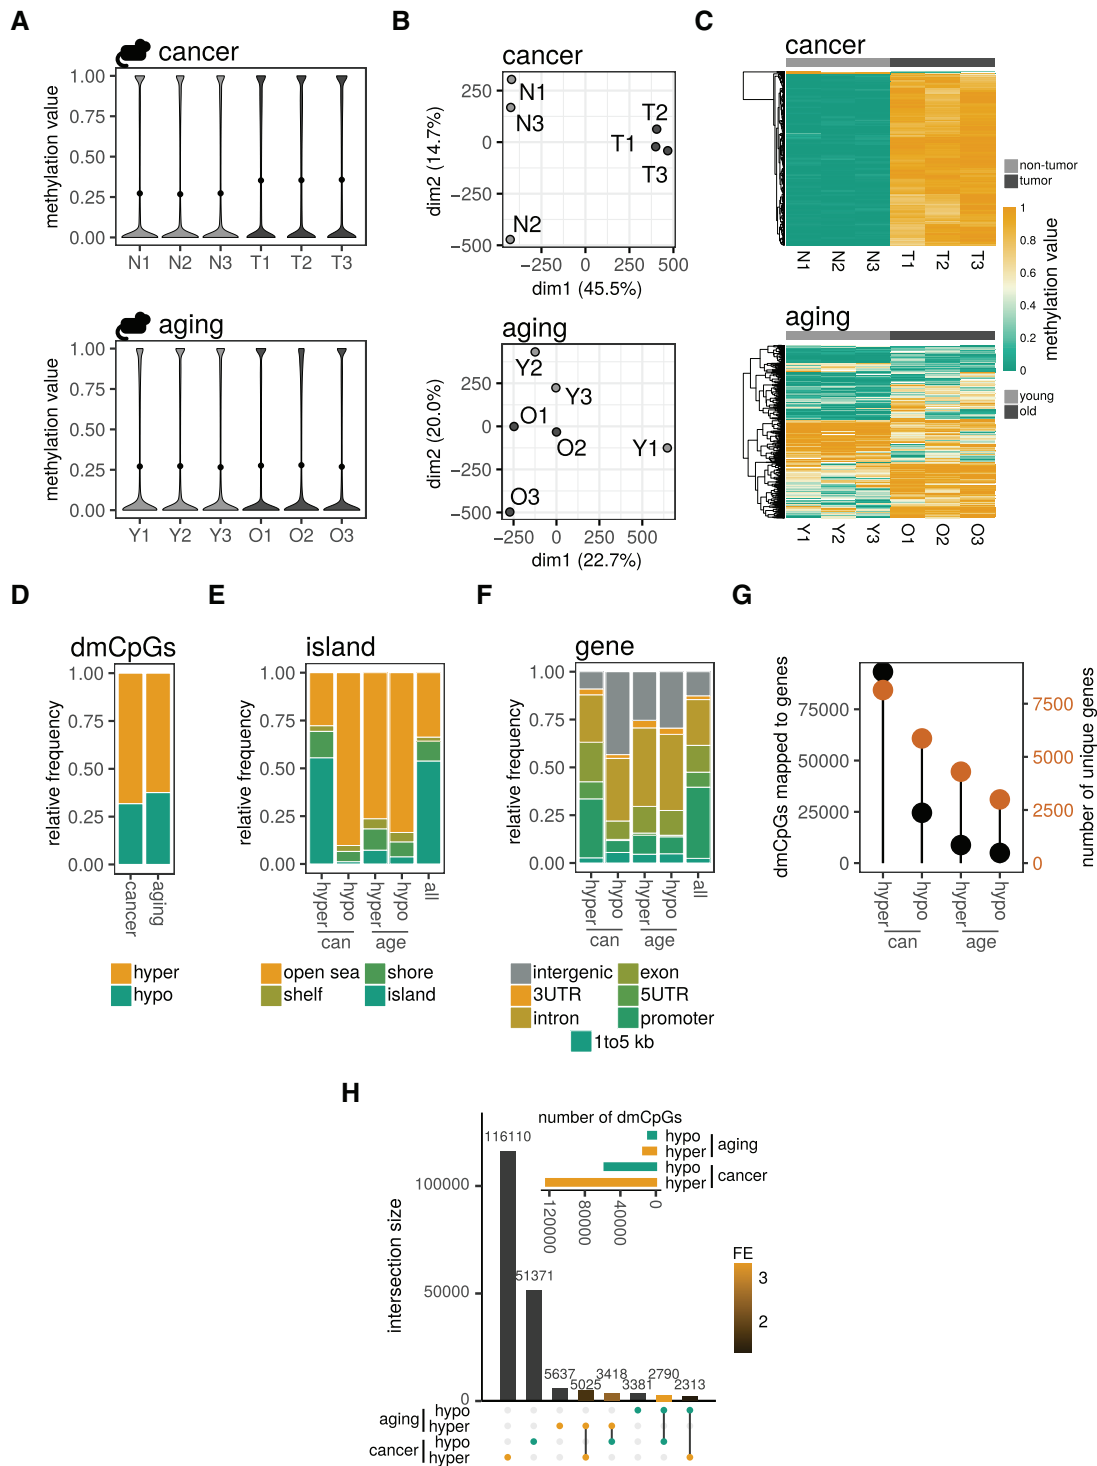 A
cancer
methylation value
1.00
0.75
0.50
0.25
0.00
N1 N2 N3 T1 T2 T3
aging
methylation value
1.00
0.75
0.50
0.25
0.00
Y1 Y2 Y3 O1 O2 O3
B
cancer
dim2 (14.7%)
250
0
−250
−500
N1
N3
T2
T1
T3
N2
−250 0 250 500
dim1 (45.5%)
aging
dim2 (20.0%)
250
0
−250
−500
Y2
Y3
O1
O2
Y1
O3
−250 0 250 500
dim1 (22.7%)
C
cancer
N1 N2 N3 T1 T2 T3
non-tumor
tumor
1
0.8
0.6
0.4
0.2
0
methylation value
aging
young
old
Y1 Y2 Y3 O1 O2 O3
D
dmCpGs
relative frequency
1.00
0.75
0.50
0.25
0.00
cancer aging
hyper
hypo
E
island
relative frequency
1.00
0.75
0.50
0.25
0.00
hyper hypo hyper hypo all
can age
open sea shore
shelf island
F
gene
relative frequency
1.00
0.75
0.50
0.25
0.00
hyper hypo hyper hypo all
can age
intergenic exon
3UTR 5UTR
intron promoter
1to5 kb
G
dmCpGs mapped to genes
75000
50000
25000
0
7500
5000
2500
0
number of unique genes
hyper hypo hyper hypo
can age
H
number of dmCpGs
hypo
hyper
aging
hypo
hyper
cancer
120000 80000 40000 0
intersection size
100000
50000
0
116110
51371
5637
5025
3418
3381
2790
2313
FE
3
2
aging
hypo
hyper
cancer
hypo
hyper